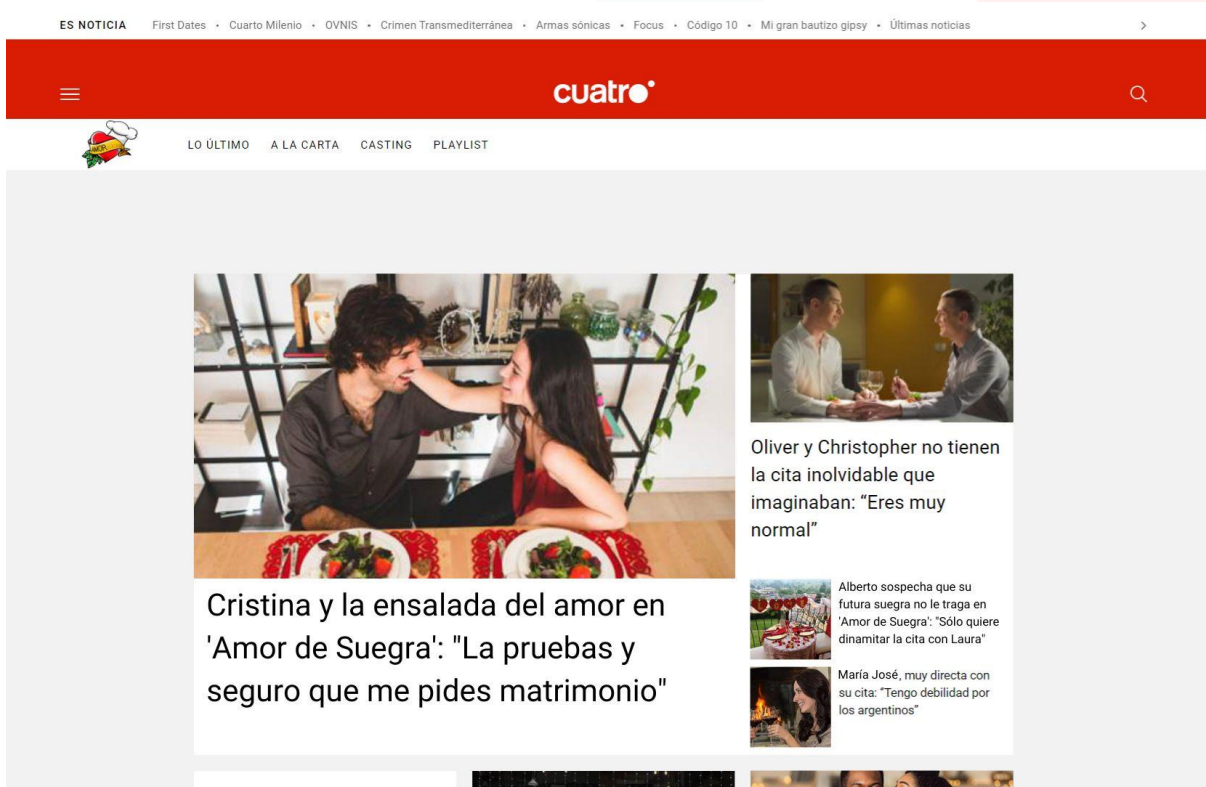 ES NOTICIA First Dates • Cuarto Milenio • OVNIS • Crimen Transmediterránea • Armas sónicas • Focus • Código 10 • Mi gran bautizo gipsy • Últimas noticias
cuatro
AMOR
LO ÚLTIMO A LA CARTA CASTING PLAYLIST
Cristina y la ensalada del amor en
'Amor de Suegra': "La pruebas y
seguro que me pides matrimonio"
Oliver y Christopher no tienen
la cita inolvidable que
imaginaban: “Eres muy
normal”
Alberto sospecha que su
futura suegra no le traga en
'Amor de Suegra': "Sólo quiere
dinamitar la cita con Laura"
María José, muy directa con
su cita: “Tengo debilidad por
los argentinos”